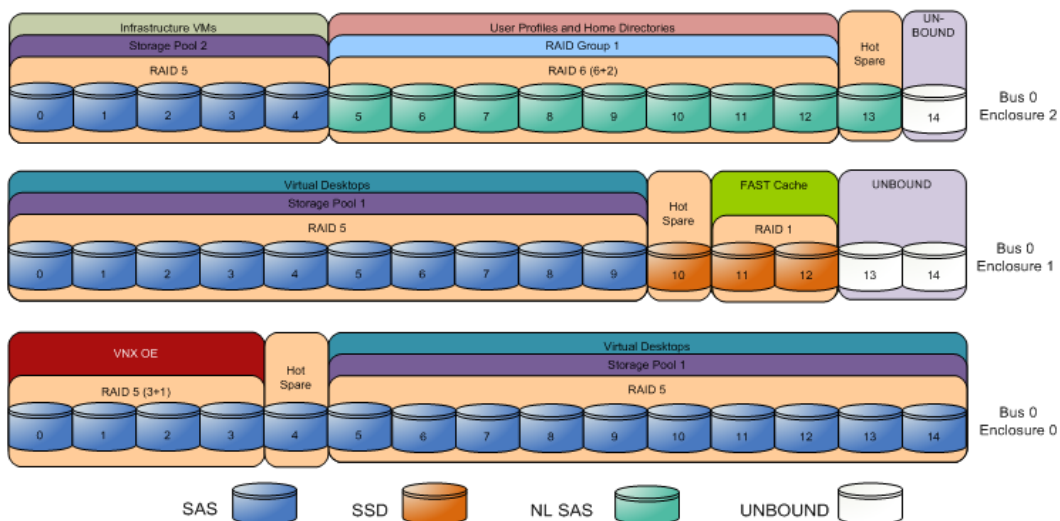 Infrastructure VMs
User Profiles and Home Directories
UN-
BOUND
Storage Pool 2
RAID Group 1
Hot
Spare
RAID 5
RAID 6 (6+2)
0 1 2 3 4 5 6 7 8 9 10 11 12 13 14
Bus 0
Enclosure 2
Virtual Desktops
FAST Cache
UNBOUND
Storage Pool 1
Hot
Spare
RAID 5
RAID 1
0 1 2 3 4 5 6 7 8 9 10 11 12 13 14
Bus 0
Enclosure 1
VNX OE
Virtual Desktops
Hot
Spare
Storage Pool 1
RAID 5 (3+1)
RAID 5
0 1 2 3 4 5 6 7 8 9 10 11 12 13 14
Bus 0
Enclosure 0
SAS
SSD
NL SAS
UNBOUND